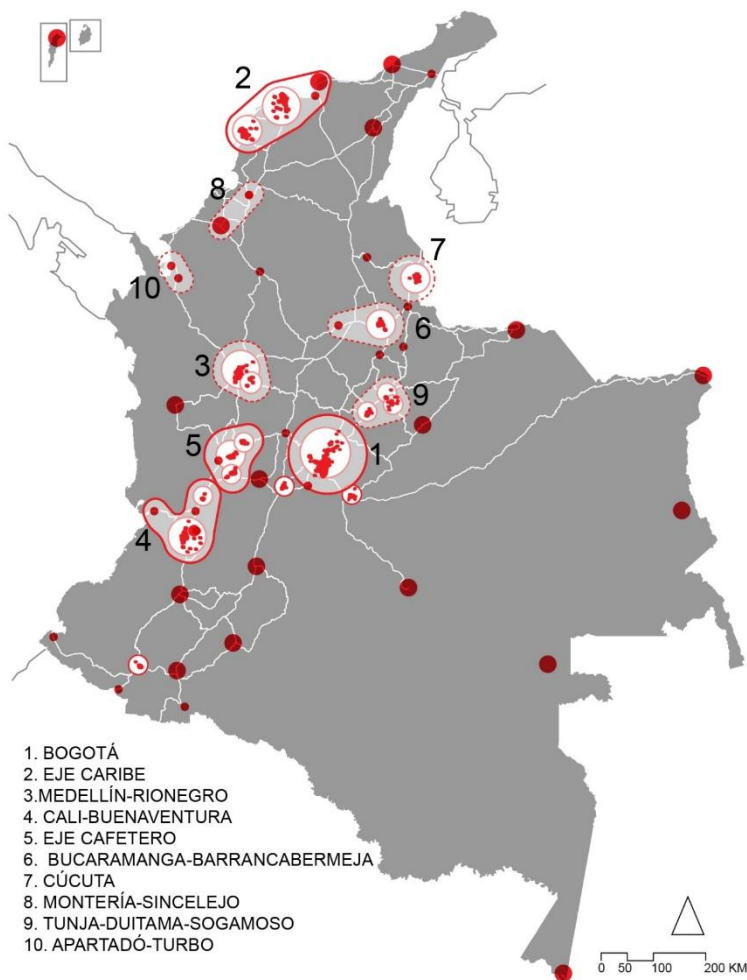 2
8
10
7
6
3
9
5
1
4
1. BOGOTÁ
2. EJE CARIBE
3.MEDELLÍN-RIONEGRO
4. CALI-BUENAVENTURA
5. EJE CAFETERO
6. BUCARAMANGA-BARRANCABERMEJA
7. CÚCUTA
8. MONTERÍA-SINCELEJO
9. TUNJA-DUITAMA-SOGAMOSO
10. APARTADÓ-TURBO
0 50 100 200 KM